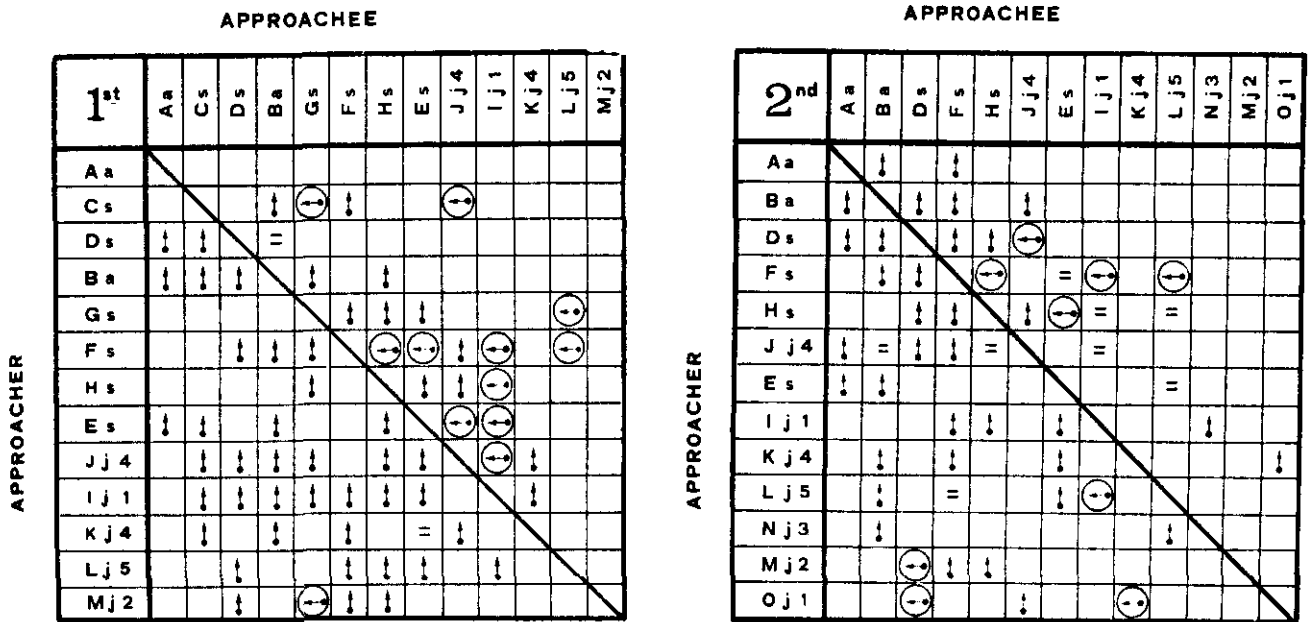 APPROACHEE
1st Aa Cs Ds Ba Gs Fs Hs Es Jj4 Ij1 Kj4 Lj5 Mj2
Aa
Cs
Ds =
Ba
Gs
Fs
Hs
Es
Jj4
Ij1
Kj4 =
Lj5
Mj2
APPROACHER
APPROACHEE
2nd Aa Ba Ds Fs Hs Jj4 Es Ij1 Kj4 Lj5 Nj3 Mj2 Oj1
Aa
Ba
Ds
Fs =
Hs = =
Jj4 = = =
Es =
Ij1
Kj4
Lj5 =
Nj3
Mj2
Oj1
APPROACHER